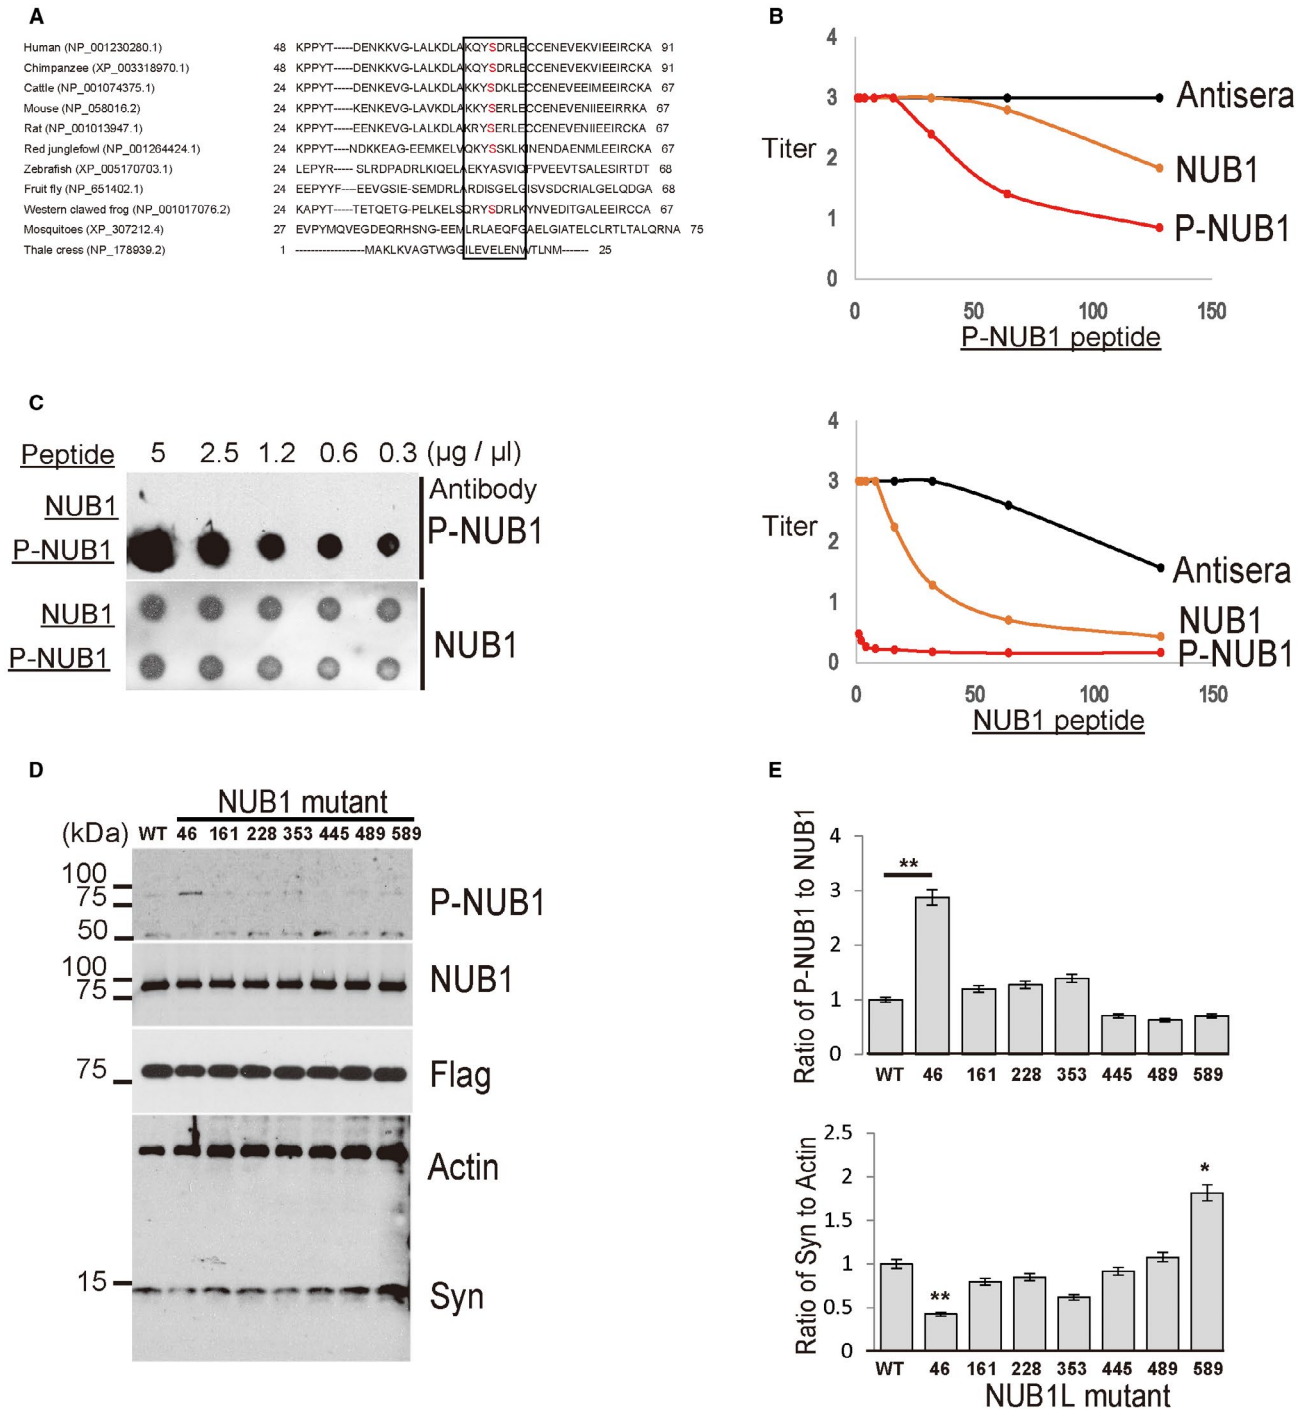 A
Human (NP_001230280.1) 48 KPPYT-----DENKKVG-LALKDLAKQYSDRLECCENEVEKVIEEIRCKA 91
Chimpanzee (XP_003318970.1) 48 KPPYT-----DENKKVG-LALKDLAKQYSDRLECCENEVEKVIEEIRCKA 91
Cattle (NP_001074375.1) 24 KPPYT-----DENKKVG-LALKDLAKKYSDKLECCENEVEEIMEEIRCKA 67
Mouse (NP_058016.2) 24 KPPYT-----KENKEVG-LAVKDLAKKYSERLECCENEVENIIEEIRRKA 67
Rat (NP_001013947.1) 24 KPPYT-----EENKEVG-LALKDLAKRYSERLECCENEVENIIEEIRCKA 67
Red junglefowl (NP_001264424.1) 24 KPPYT----NDKKEAG-EEMKELVQKYSSKLKINENDAENMLEEIRCKA 67
Zebrafish (XP_005170703.1) 24 LEPYR----- SLRDPADRLKIQELAEKYASVIQFPVEEVTSALESIRTDT 68
Fruit fly (NP_651402.1) 24 EEPYYF----EEVGSIE-SEMDRLARDISGELGISVSDCRIALGELQDGA 68
Western clawed frog (NP_001017076.2) 24 KAPYT-----TETQETG-PELKELSQRYSDRLKYNVEDITGALEEIRCCA 67
Mosquitoes (XP_307212.4) 27 EVPYMQVEGDEQRHSNG-EEMLRLAEQFGAELGIATELCLRTLTALQRNA 75
Thale cress (NP_178939.2) 1 ------------------MAKLKVAGTWGGILEVELENWTLNM------- 25
B
4
3
2
1
0
Titer
Antisera
NUB1
P-NUB1
0 50 100 150
P-NUB1 peptide
4
3
2
1
0
Titer
Antisera
NUB1
P-NUB1
0 50 100 150
NUB1 peptide
C
Peptide 5 2.5 1.2 0.6 0.3 (µg / µl)
Antibody
NUB1
P-NUB1
P-NUB1
NUB1
P-NUB1
NUB1
D
NUB1 mutant
(kDa) WT 46 161 228 353 445 489 589
100
75
50
P-NUB1
100
75
NUB1
75
Flag
Actin
15
Syn
E
Ratio of P-NUB1 to NUB1
4
3
2
1
0
**
WT 46 161 228 353 445 489 589
Ratio of Syn to Actin
2.5
2
1.5
1
0.5
0
**
*
WT 46 161 228 353 445 489 589
NUB1L mutant